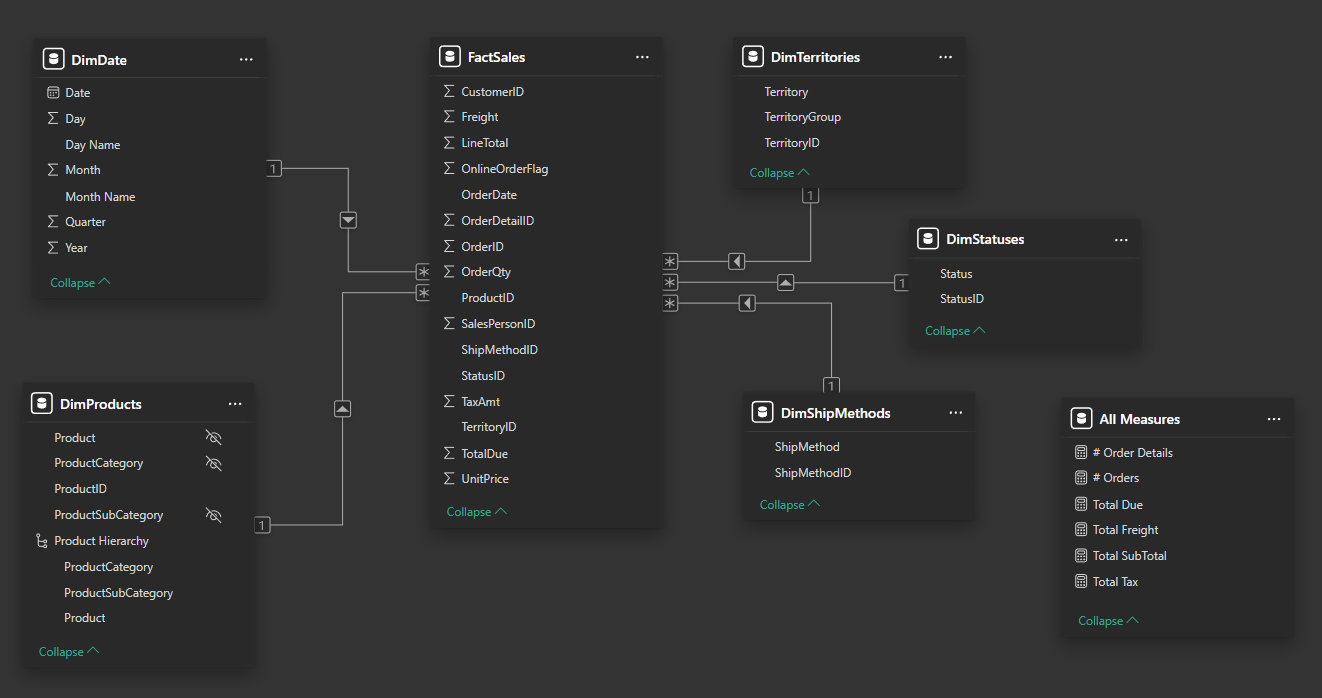 DimDate
Date
Day
Day Name
Month
Month Name
Quarter
Year
Collapse
1
*
FactSales
CustomerID
Freight
LineTotal
OnlineOrderFlag
OrderDate
OrderDetailID
OrderID
OrderQty
ProductID
SalesPersonID
ShipMethodID
StatusID
TaxAmt
TerritoryID
TotalDue
UnitPrice
Collapse
DimTerritories
Territory
TerritoryGroup
TerritoryID
Collapse
1
*
DimStatuses
Status
StatusID
Collapse
1
*
DimProducts
Product
ProductCategory
ProductID
ProductSubCategory
Product Hierarchy
ProductCategory
ProductSubCategory
Product
Collapse
1
*
DimShipMethods
ShipMethod
ShipMethodID
Collapse
1
*
All Measures
# Order Details
# Orders
Total Due
Total Freight
Total SubTotal
Total Tax
Collapse